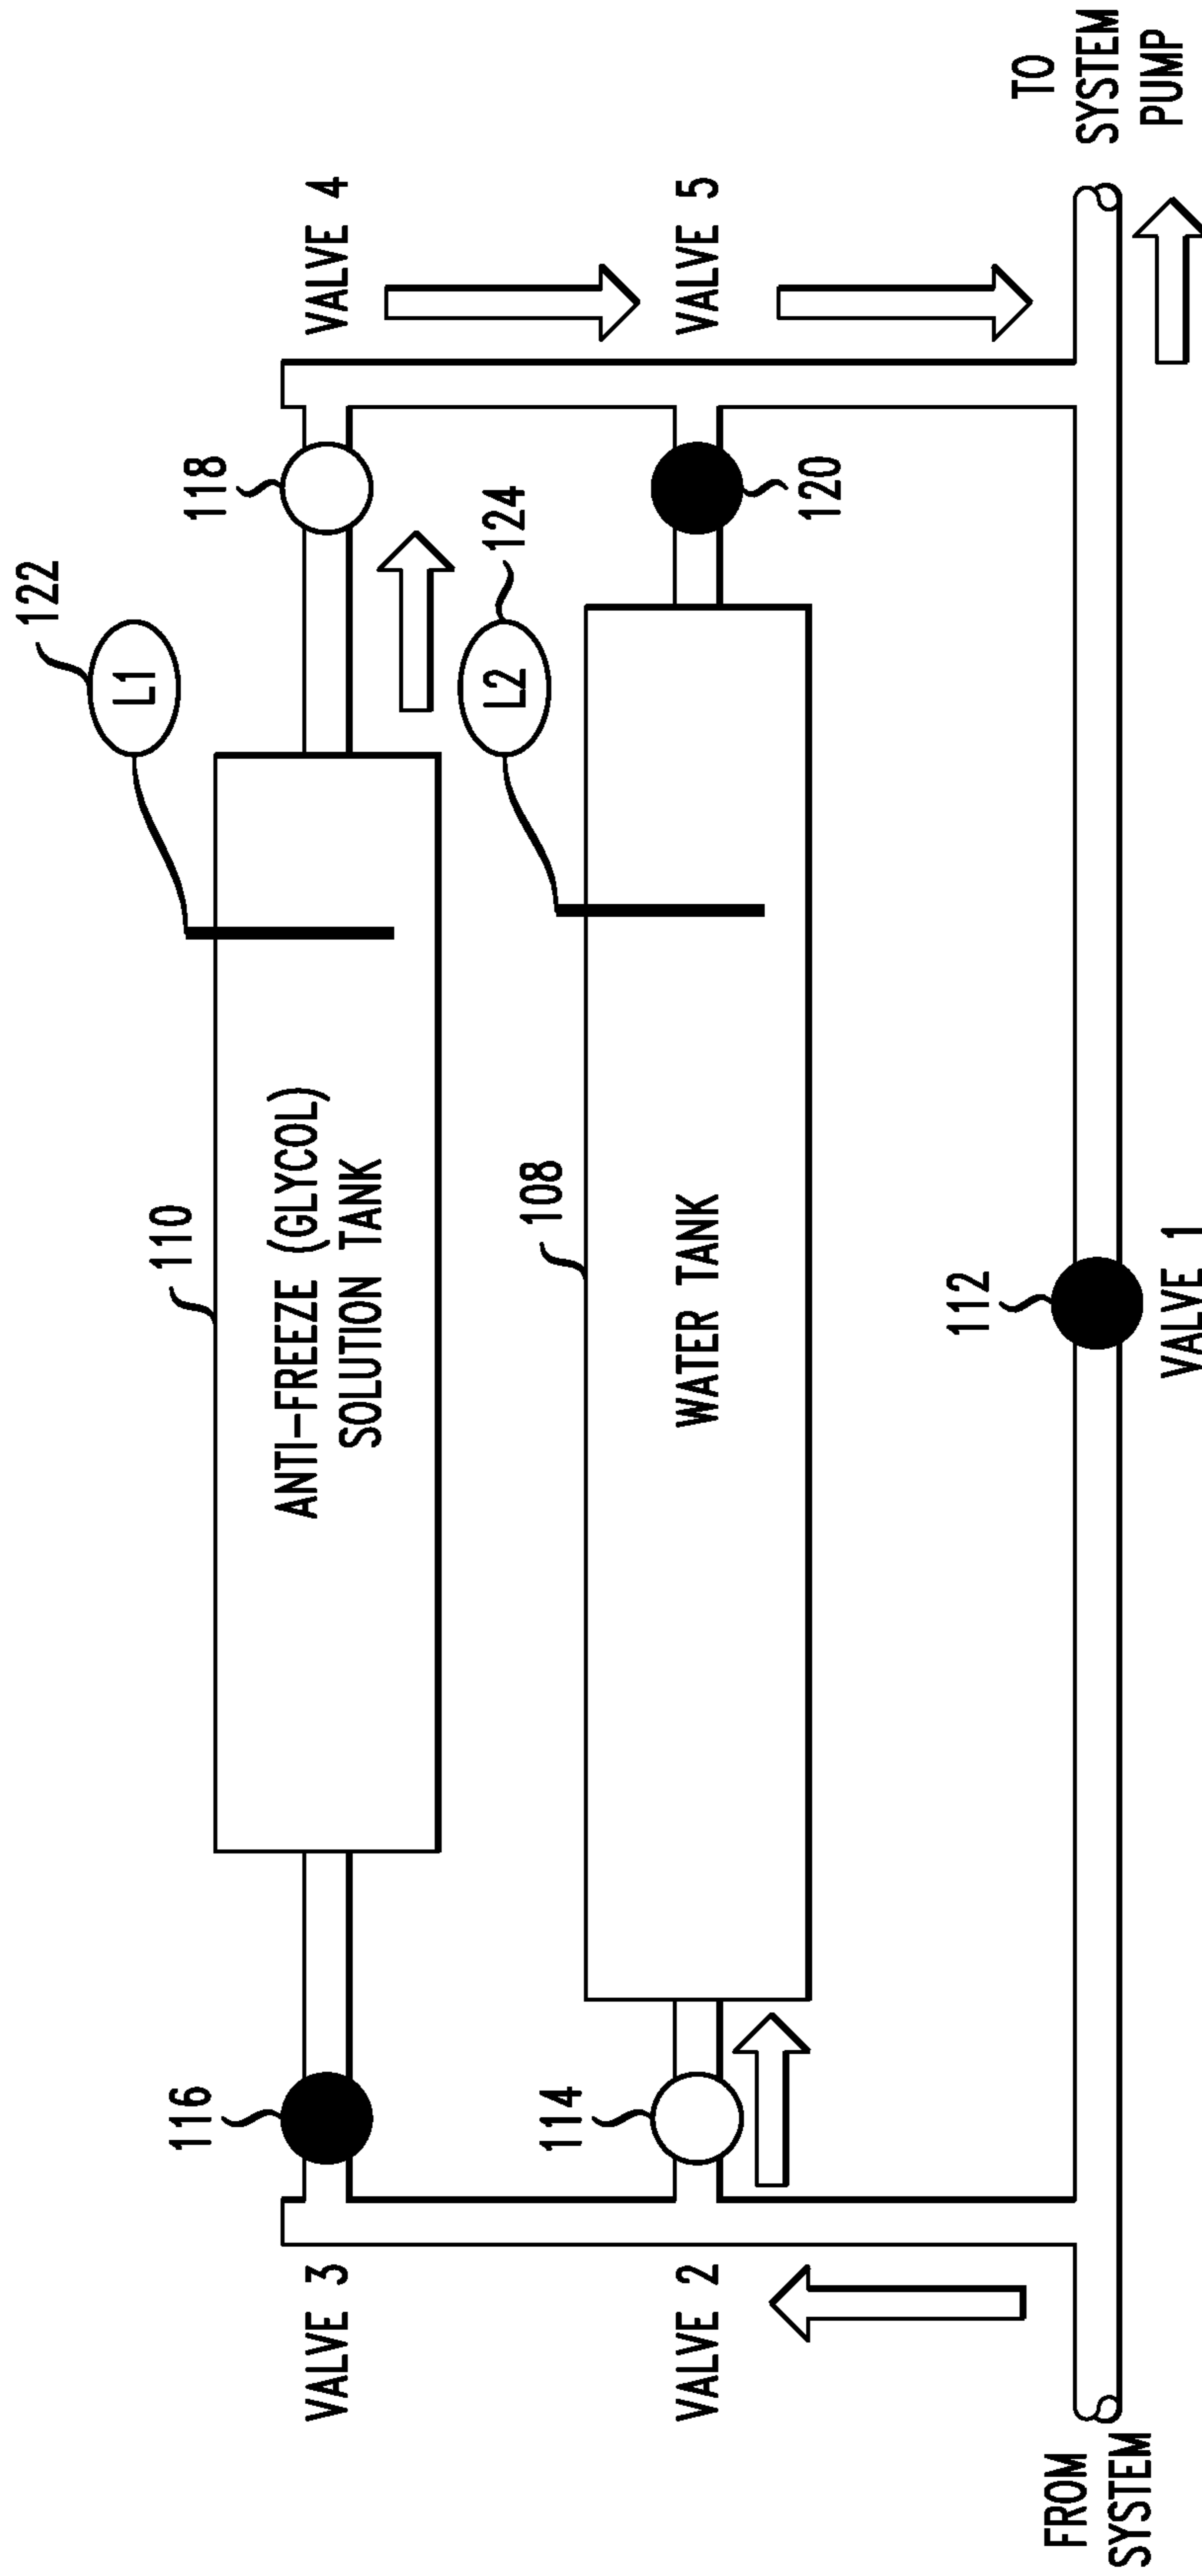 122
L1
110
ANTI-FREEZE (GLYCOL)
SOLUTION TANK
116
118
VALVE 3
VALVE 4
124
L2
108
WATER TANK
114
120
VALVE 2
VALVE 5
112
VALVE 1
FROM
SYSTEM
TO
SYSTEM
PUMP